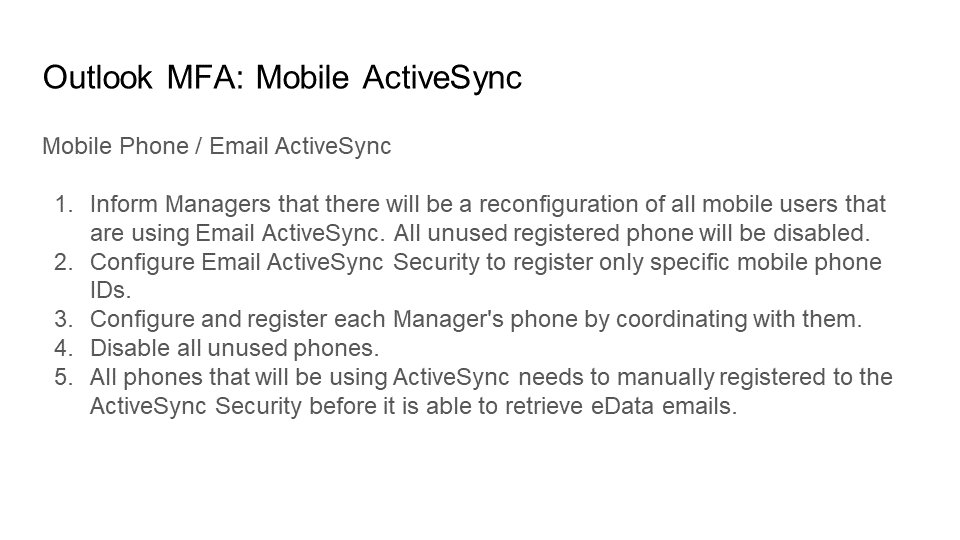 Outlook MFA: Mobile ActiveSync
Mobile Phone / Email ActiveSync
1. Inform Managers that there will be a reconfiguration of all mobile users that
are using Email ActiveSync. All unused registered phone will be disabled.
2. Configure Email ActiveSync Security to register only specific mobile phone
IDs.
3. Configure and register each Manager's phone by coordinating with them.
4. Disable all unused phones.
5. All phones that will be using ActiveSync needs to manually registered to the
ActiveSync Security before it is able to retrieve eData emails.